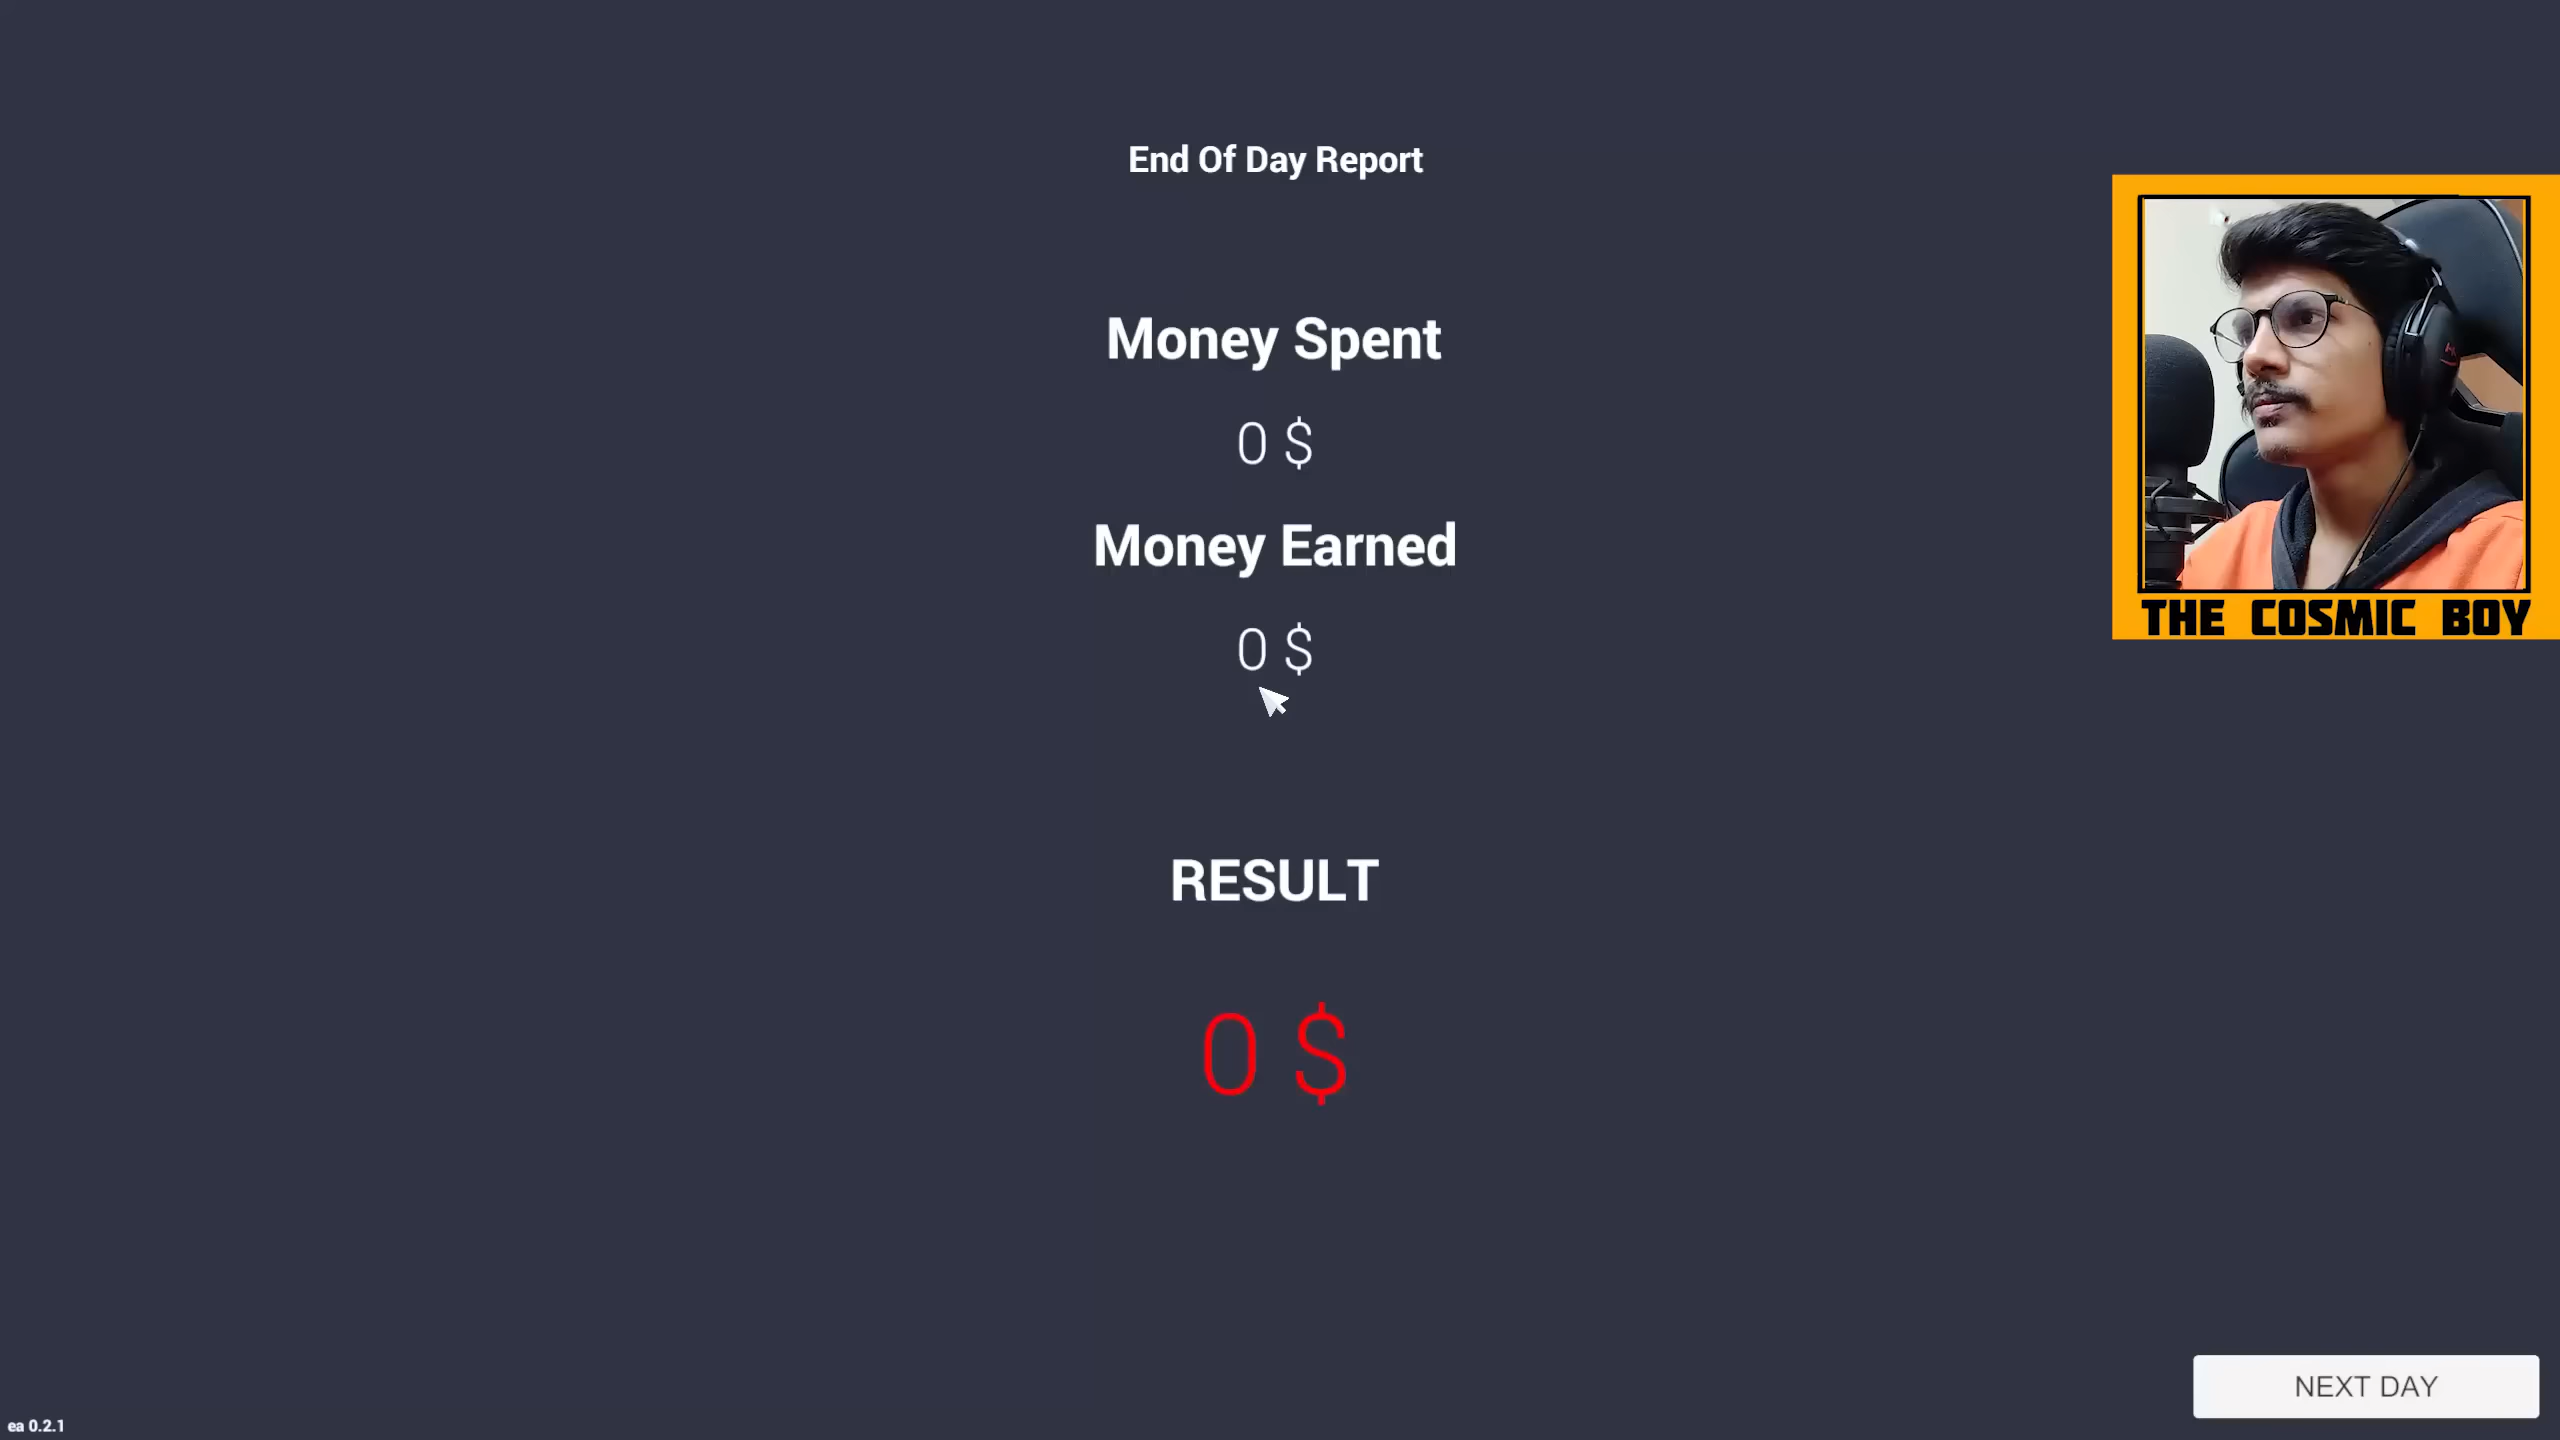 End Of Day Report
Money Spent
0 $
Money Earned
0 $
RESULT
0 $
THE COSMIC BOY
NEXT DAY
ea 0.2.1